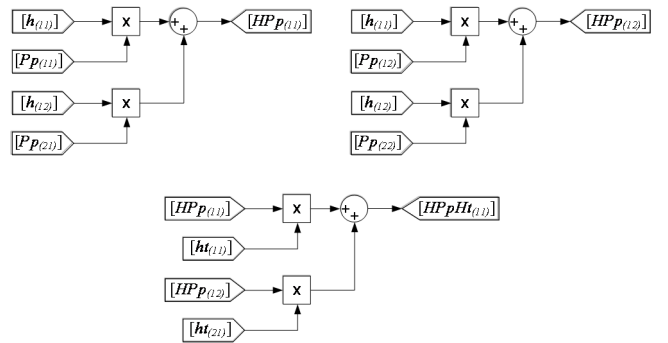 [h(11)] x + + [HPp(11)]
[Pp(11)]
[h(12)] x
[Pp(21)]
[h(11)] x + + [HPp(12)]
[Pp(12)]
[h(12)] x
[Pp(22)]
[HPp(11)] x + + [HPpHt(11)]
[ht(11)]
[HPp(12)] x
[ht(21)]